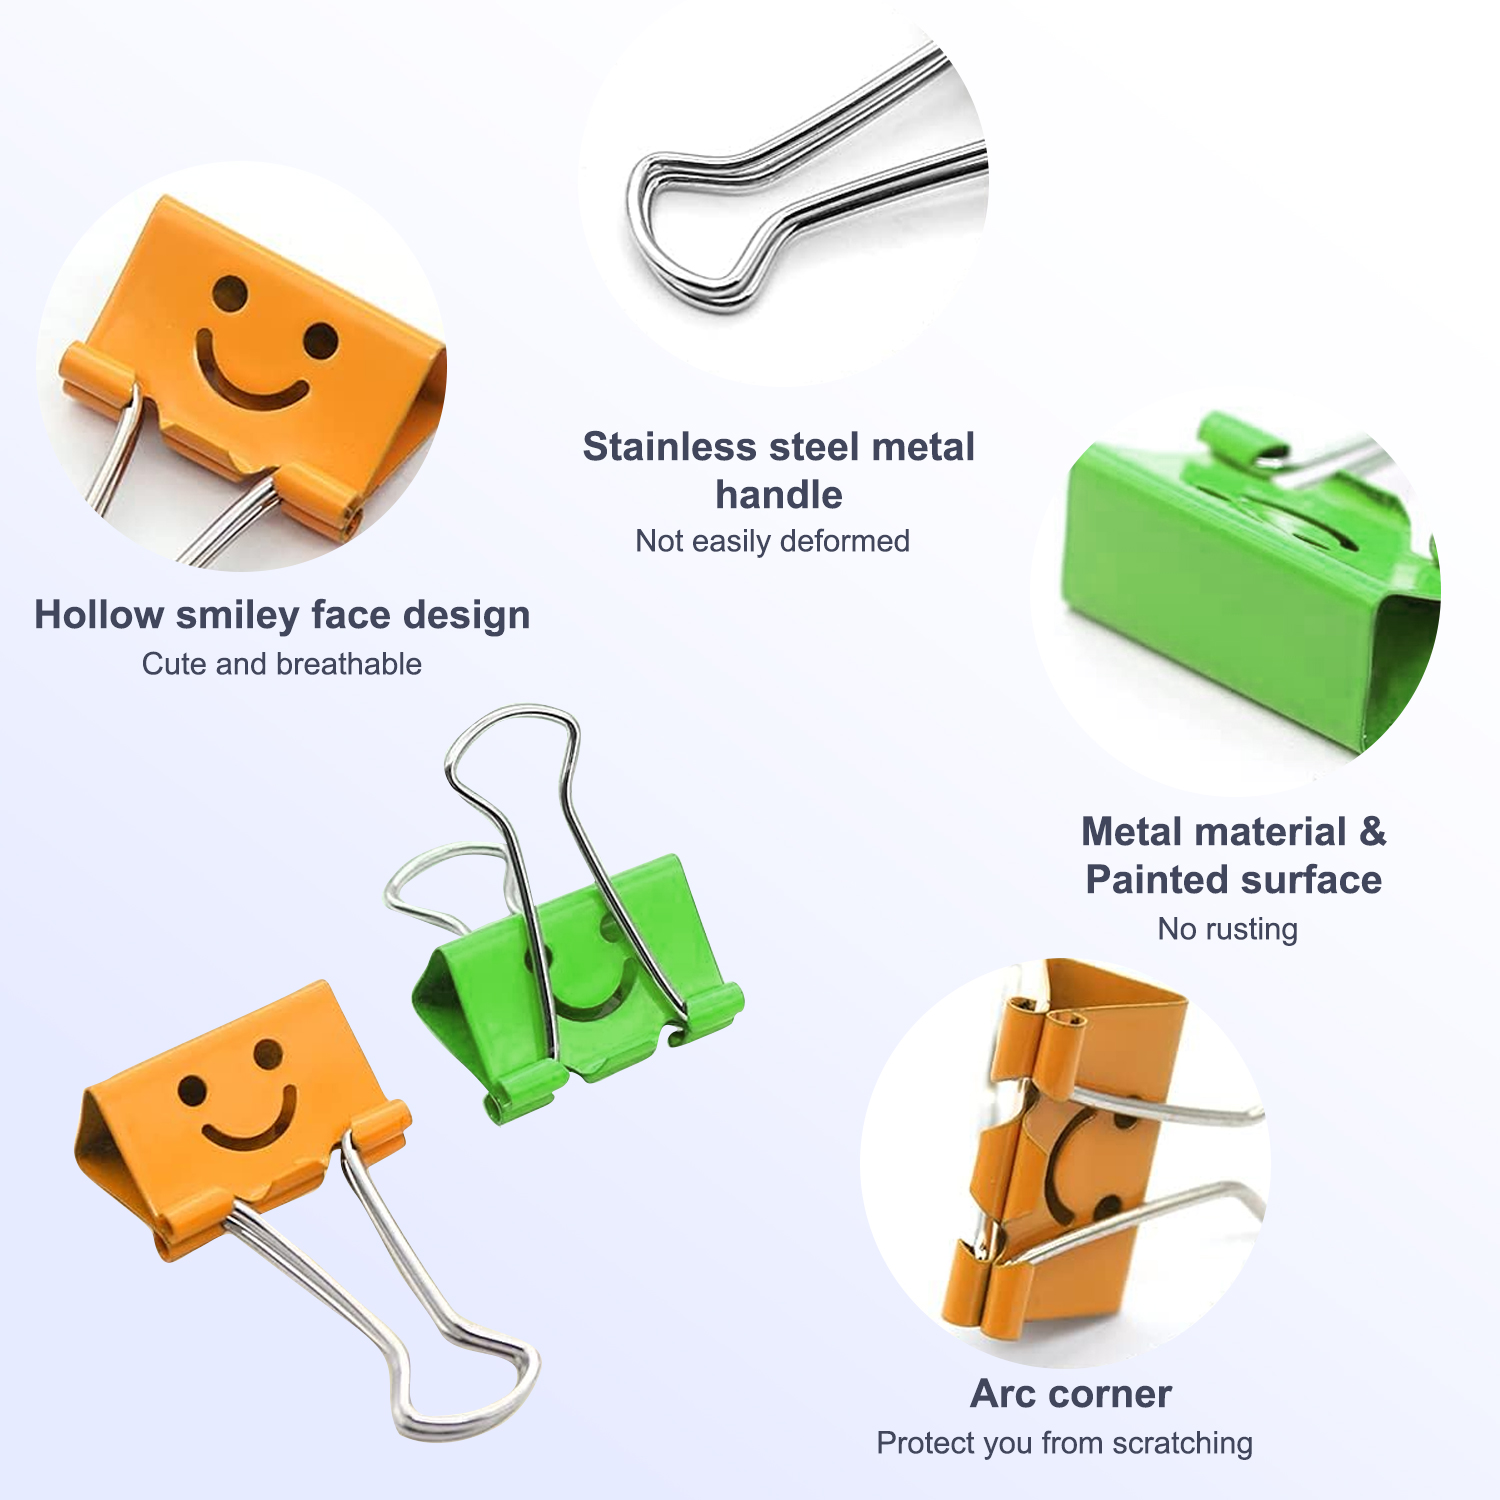 Stainless steel metal
handle
Not easily deformed
Hollow smiley face design
Cute and breathable
Metal material &
Painted surface
No rusting
Arc corner
Protect you from scratching